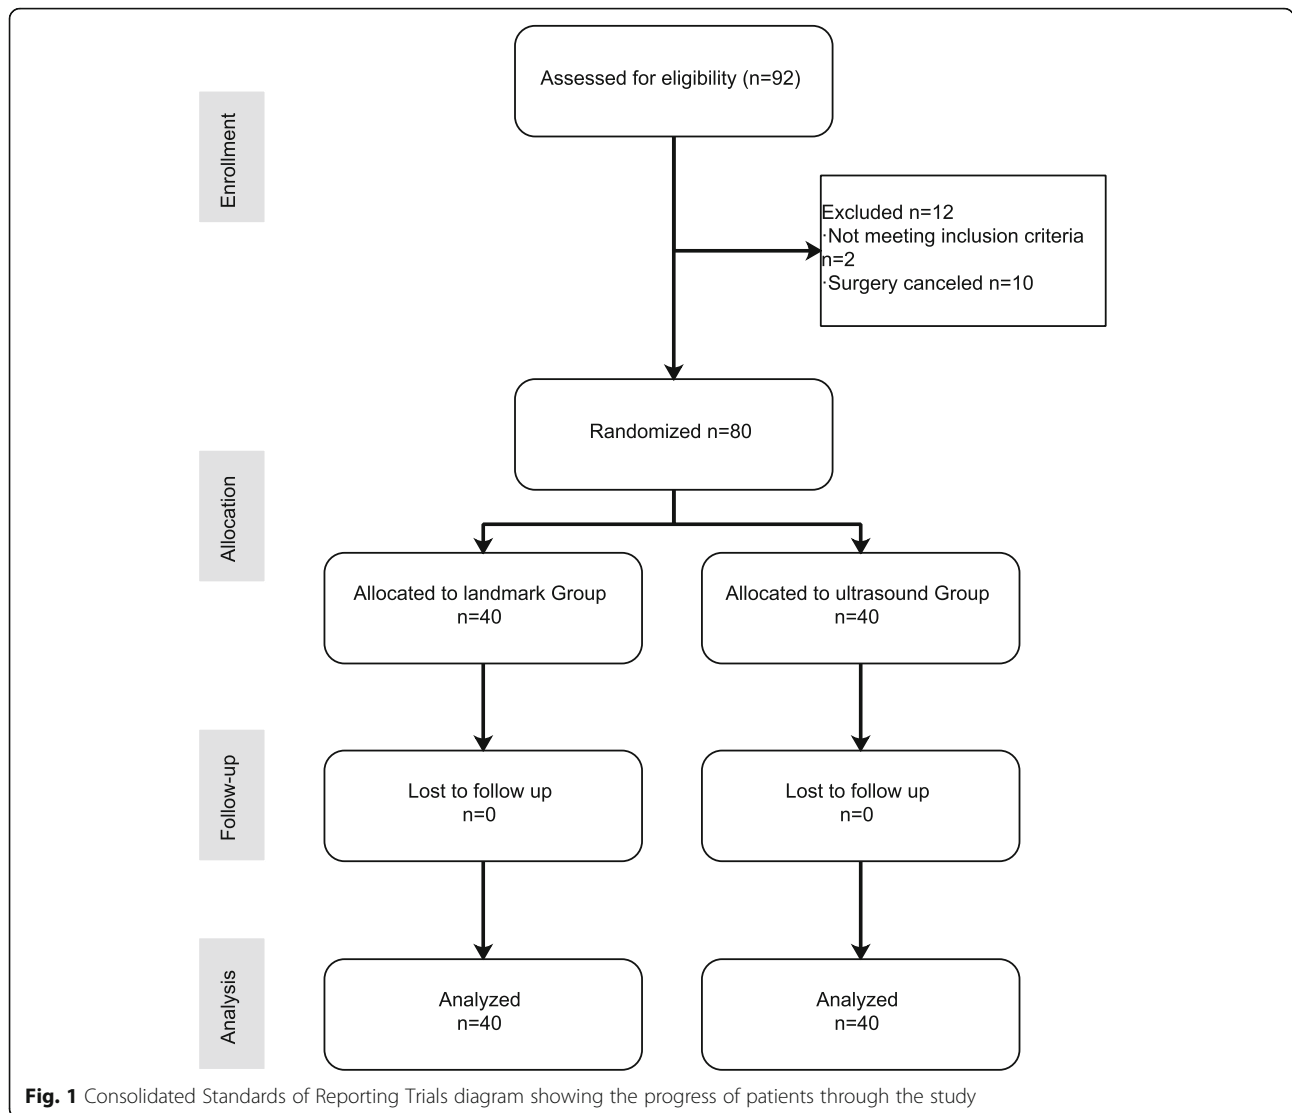 Assessed for eligibility (n=92)
Enrollment
Excluded n=12
·Not meeting inclusion criteria
n=2
·Surgery canceled n=10
Randomized n=80
Allocation
Allocated to landmark Group
n=40
Allocated to ultrasound Group
n=40
Follow-up
Lost to follow up
n=0
Lost to follow up
n=0
Analysis
Analyzed
n=40
Analyzed
n=40
Fig. 1 Consolidated Standards of Reporting Trials diagram showing the progress of patients through the study